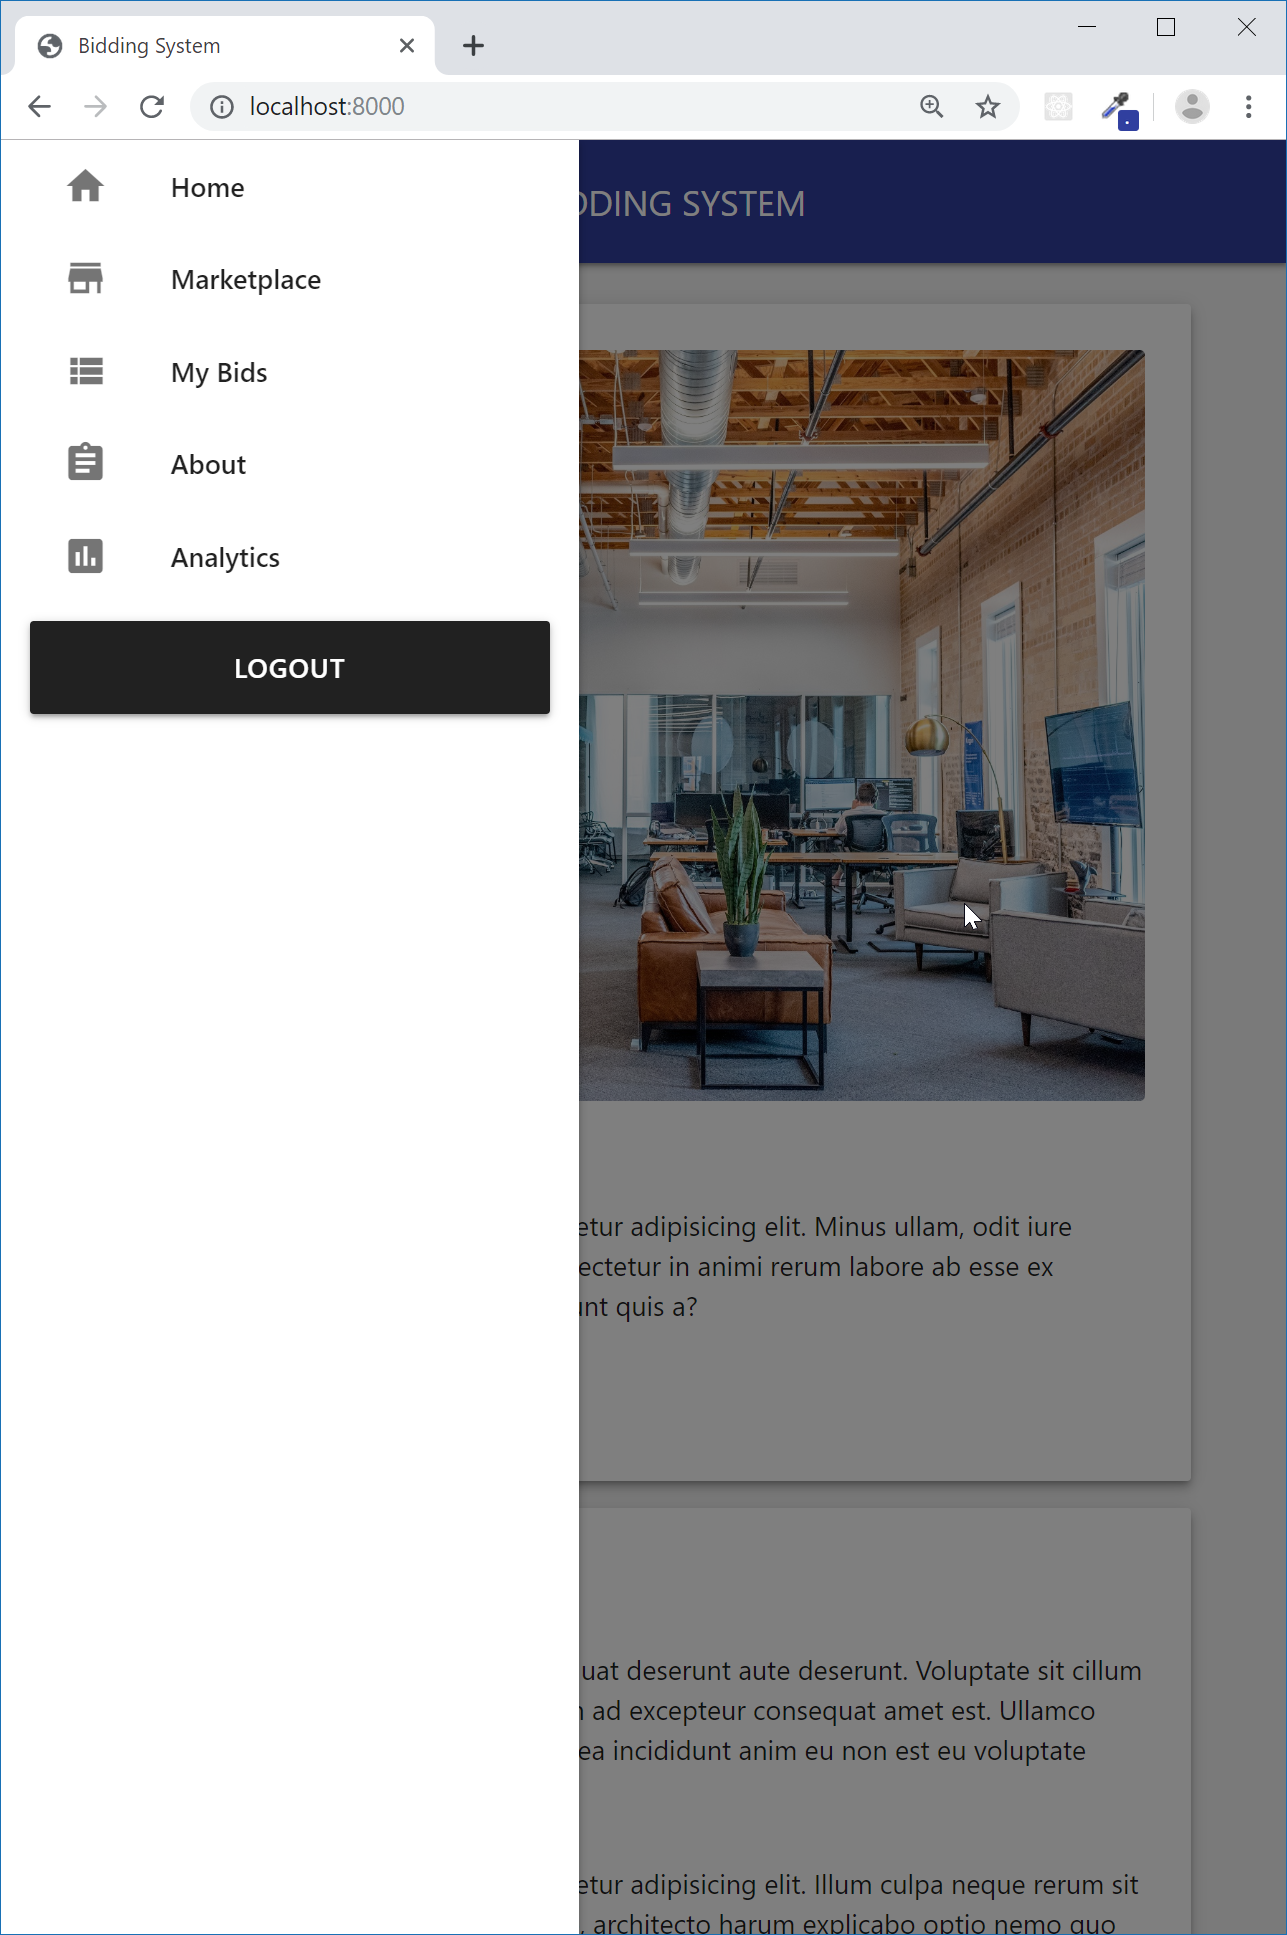 Bidding System
localhost:8000
DDING SYSTEM
Home
Marketplace
My Bids
About
Analytics
LOGOUT
etur adipisicing elit. Minus ullam, odit iure
ectetur in animi rerum labore ab esse ex
unt quis a?
uat deserunt aute deserunt. Voluptate sit cillum
ad excepteur consequat amet est. Ullamco
ea incididunt anim eu non est eu voluptate
etur adipisicing elit. Illum culpa neque rerum sit
, architecto harum explicabo optio nemo quo